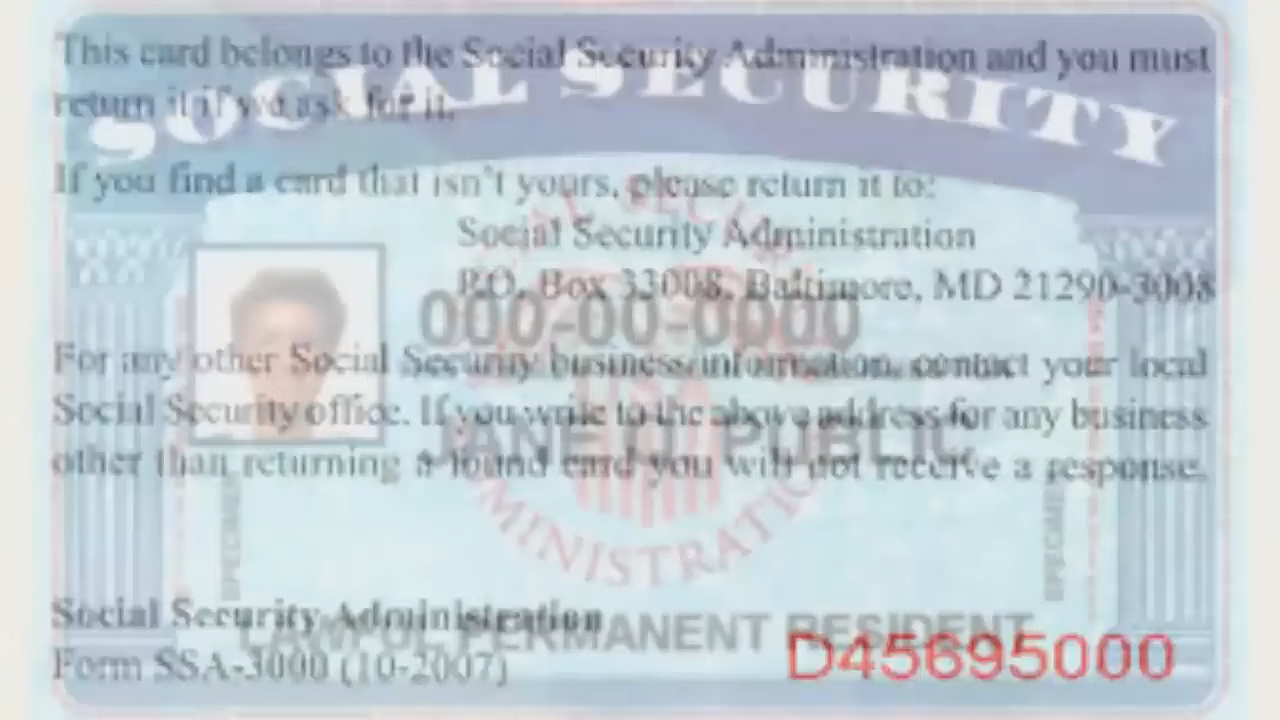 This card belongs to the Social Security Administration and you must
return it if we ask for it.
SOCIAL SECURITY
If you find a card that isn't yours, please return it to:
Social Security Administration
P.O. Box 33008, Baltimore, MD 21290-3008
000-00-0000
For any other Social Security business/information, contact your local
Social Security office. If you write to the above address for any business
other than returning a found card you will not receive a response.
JANE Q. PUBLIC
ADMINISTRATION
SPECIMEN
SPECIMEN
Social Security Administration
LAWFUL PERMANENT RESIDENT
Form SSA-3000 (10-2007)
D45695000